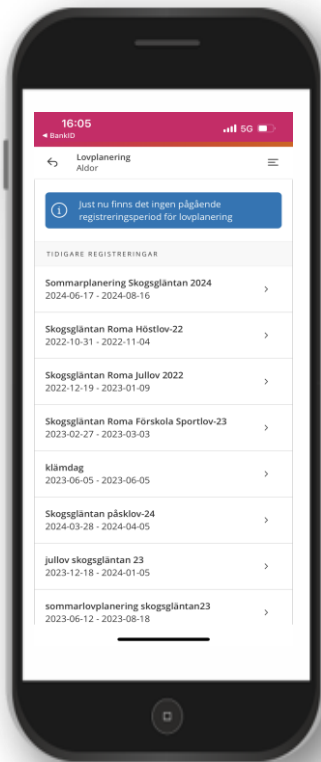 16:05
5G
◄ BankID
Lovplanering
Aldor
Just nu finns det ingen pågående
registreringsperiod för lovplanering
TIDIGARE REGISTRERINGAR
Sommarplanering Skogsgläntan 2024
2024-06-17 - 2024-08-16
Skogsgläntan Roma Höstlov-22
2022-10-31 - 2022-11-04
Skogsgläntan Roma Jullov 2022
2022-12-19 - 2023-01-09
Skogsgläntan Roma Förskola Sportlov-23
2023-02-27 - 2023-03-03
klämdag
2023-06-05 - 2023-06-05
Skogsgläntan påsklov-24
2024-03-28 - 2024-04-05
jullov skogsgläntan 23
2023-12-18 - 2024-01-05
sommarlovplanering skogsgläntan23
2023-06-12 - 2023-08-18